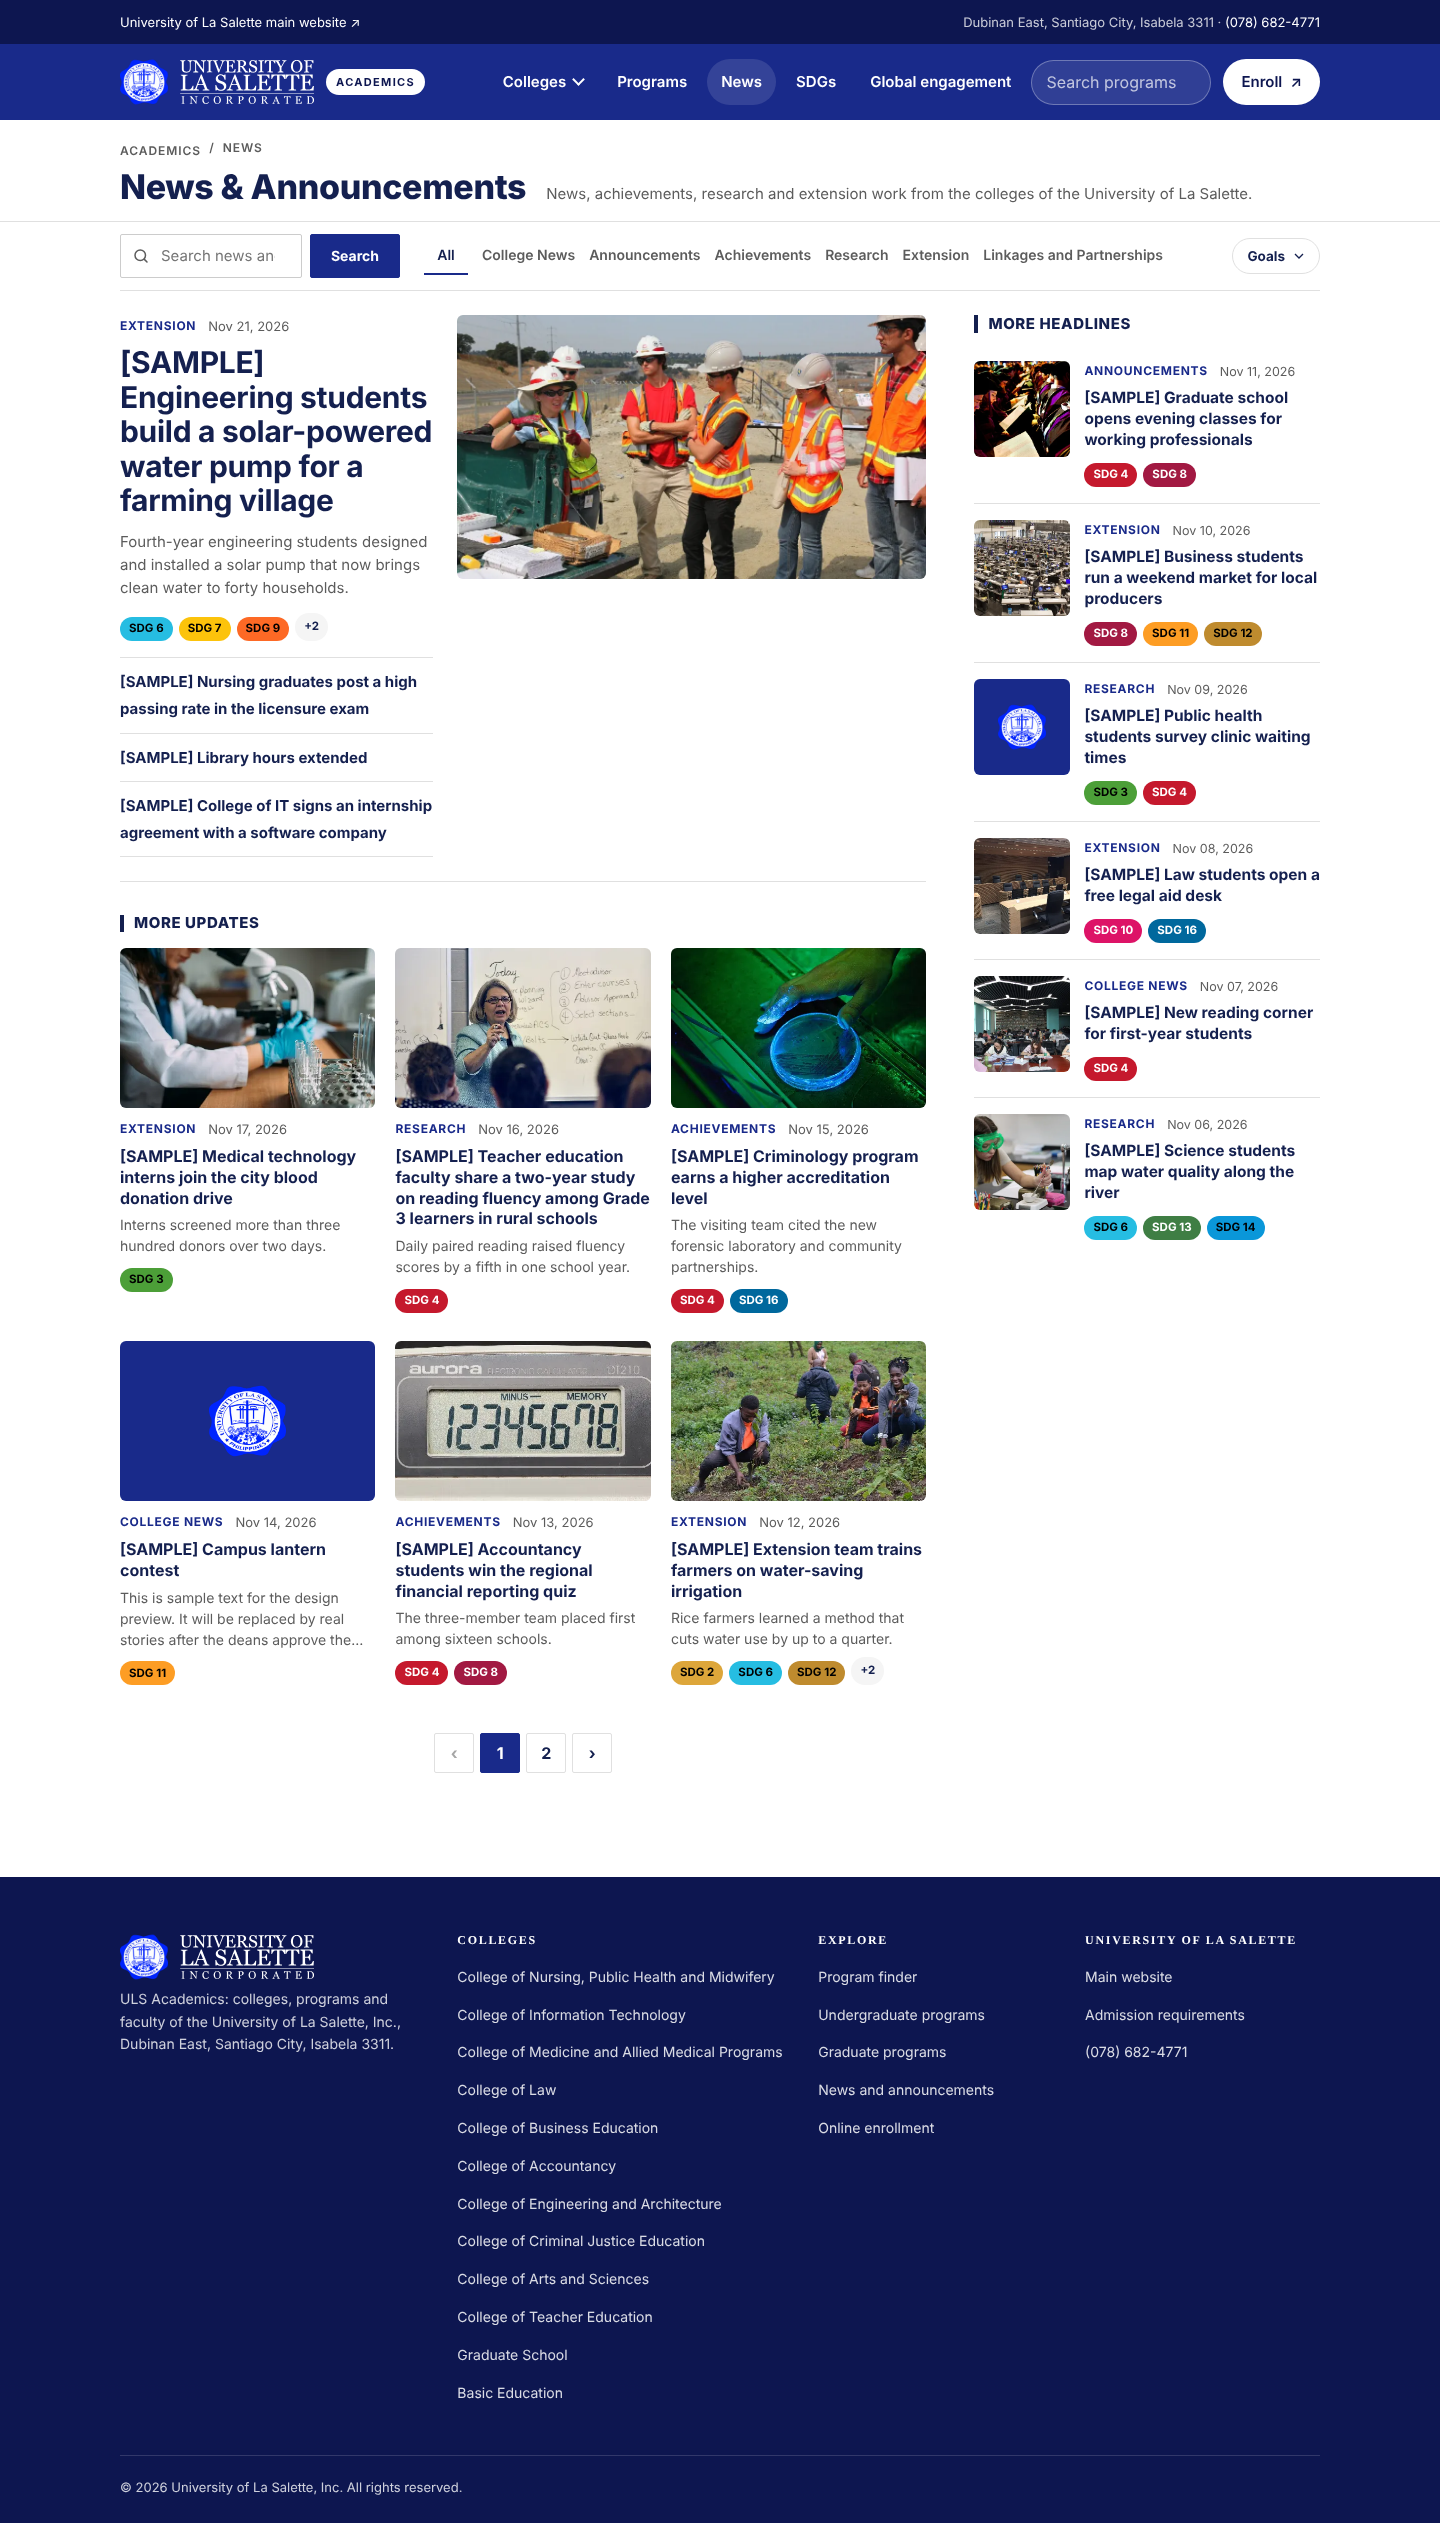 University of La Salette main website ↗
Dubinan East, Santiago City, Isabela 3311 · (078) 682-4771
UNIVERSITY OF
LA SALETTE
INCORPORATED
ACADEMICS
Colleges
Programs
News
SDGs
Global engagement
Search programs
Enroll ↗
ACADEMICS / NEWS
News & Announcements
News, achievements, research and extension work from the colleges of the University of La Salette.
Search news an
Search
All
College News
Announcements
Achievements
Research
Extension
Linkages and Partnerships
Goals
EXTENSION Nov 21, 2026
[SAMPLE]
Engineering students
build a solar-powered
water pump for a
farming village
Fourth-year engineering students designed
and installed a solar pump that now brings
clean water to forty households.
SDG 6 SDG 7 SDG 9 +2
[SAMPLE] Nursing graduates post a high
passing rate in the licensure exam
[SAMPLE] Library hours extended
[SAMPLE] College of IT signs an internship
agreement with a software company
MORE UPDATES
Today
EXTENSION Nov 17, 2026
[SAMPLE] Medical technology
interns join the city blood
donation drive
Interns screened more than three
hundred donors over two days.
SDG 3
RESEARCH Nov 16, 2026
[SAMPLE] Teacher education
faculty share a two-year study
on reading fluency among Grade
3 learners in rural schools
Daily paired reading raised fluency
scores by a fifth in one school year.
SDG 4
ACHIEVEMENTS Nov 15, 2026
[SAMPLE] Criminology program
earns a higher accreditation
level
The visiting team cited the new
forensic laboratory and community
partnerships.
SDG 4 SDG 16
COLLEGE NEWS Nov 14, 2026
[SAMPLE] Campus lantern
contest
This is sample text for the design
preview. It will be replaced by real
stories after the deans approve the...
SDG 11
aurora ELECTRONIC CALCULATOR DT210
MINUS— MEMORY
12345678.
ACHIEVEMENTS Nov 13, 2026
[SAMPLE] Accountancy
students win the regional
financial reporting quiz
The three-member team placed first
among sixteen schools.
SDG 4 SDG 8
EXTENSION Nov 12, 2026
[SAMPLE] Extension team trains
farmers on water-saving
irrigation
Rice farmers learned a method that
cuts water use by up to a quarter.
SDG 2 SDG 6 SDG 12 +2
‹ 1 2 ›
MORE HEADLINES
ANNOUNCEMENTS Nov 11, 2026
[SAMPLE] Graduate school
opens evening classes for
working professionals
SDG 4 SDG 8
EXTENSION Nov 10, 2026
[SAMPLE] Business students
run a weekend market for local
producers
SDG 8 SDG 11 SDG 12
RESEARCH Nov 09, 2026
[SAMPLE] Public health
students survey clinic waiting
times
SDG 3 SDG 4
EXTENSION Nov 08, 2026
[SAMPLE] Law students open a
free legal aid desk
SDG 10 SDG 16
COLLEGE NEWS Nov 07, 2026
[SAMPLE] New reading corner
for first-year students
SDG 4
RESEARCH Nov 06, 2026
[SAMPLE] Science students
map water quality along the
river
SDG 6 SDG 13 SDG 14
UNIVERSITY OF
LA SALETTE
INCORPORATED
ULS Academics: colleges, programs and
faculty of the University of La Salette, Inc.,
Dubinan East, Santiago City, Isabela 3311.
COLLEGES
College of Nursing, Public Health and Midwifery
College of Information Technology
College of Medicine and Allied Medical Programs
College of Law
College of Business Education
College of Accountancy
College of Engineering and Architecture
College of Criminal Justice Education
College of Arts and Sciences
College of Teacher Education
Graduate School
Basic Education
EXPLORE
Program finder
Undergraduate programs
Graduate programs
News and announcements
Online enrollment
UNIVERSITY OF LA SALETTE
Main website
Admission requirements
(078) 682-4771
© 2026 University of La Salette, Inc. All rights reserved.